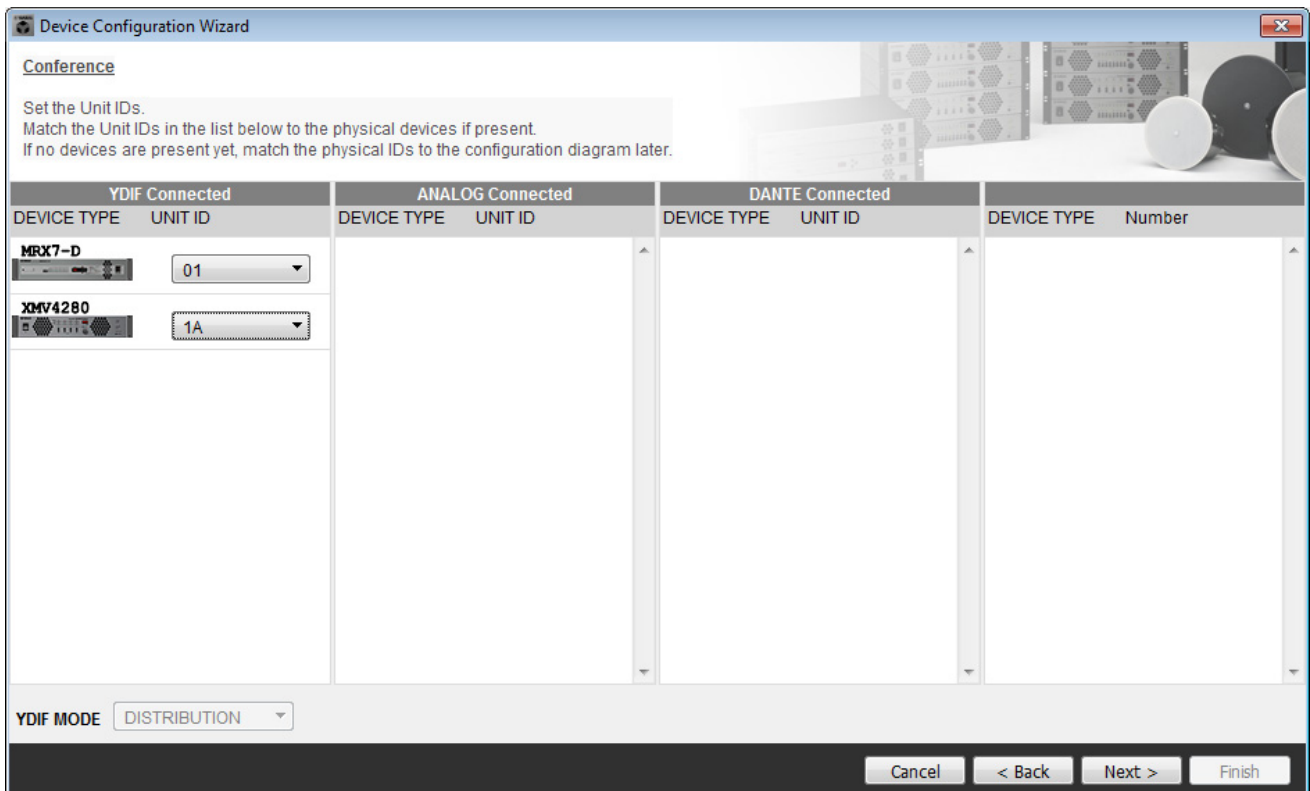 Device Configuration Wizard
Conference
Set the Unit IDs.
Match the Unit IDs in the list below to the physical devices if present.
If no devices are present yet, match the physical IDs to the configuration diagram later.
YDIF Connected ANALOG Connected DANTE Connected
DEVICE TYPE UNIT ID DEVICE TYPE UNIT ID DEVICE TYPE UNIT ID DEVICE TYPE Number
MRX7-D
01
XMV4280
1A
YDIF MODE DISTRIBUTION
Cancel < Back Next > Finish